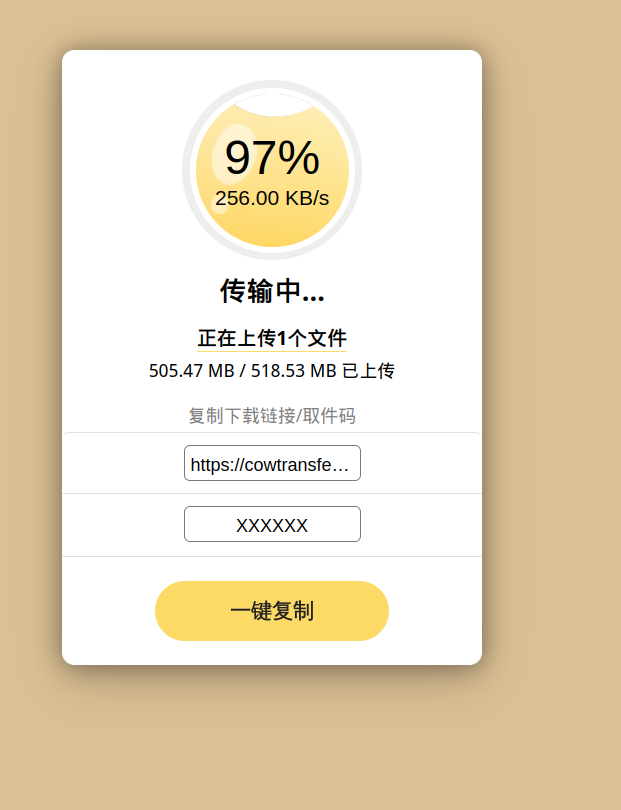 97%
256.00 KB/s
传输中...
正在上传1个文件
505.47 MB / 518.53 MB 已上传
复制下载链接/取件码
https://cowtransfe...
XXXXXX
一键复制